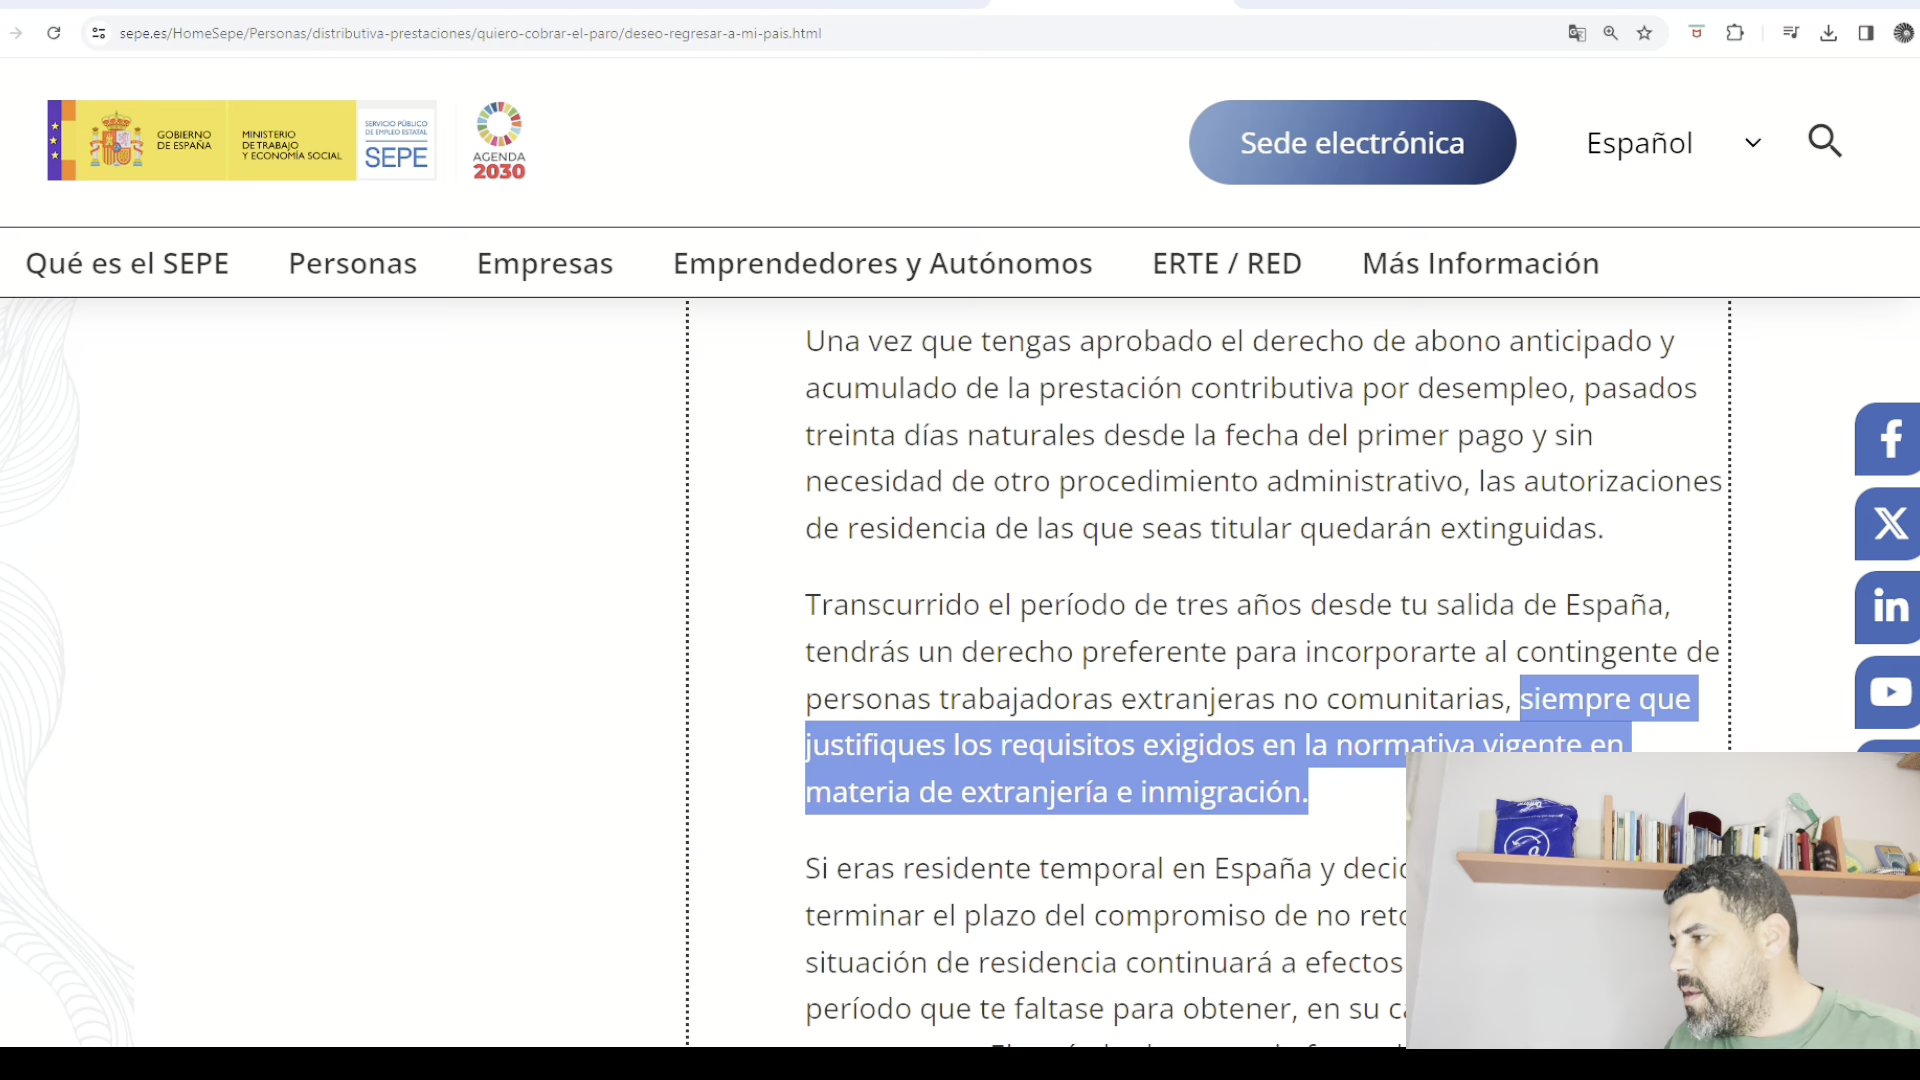 sepe.es/HomeSepe/Personas/distributiva-prestaciones/quiero-cobrar-el-paro/deseo-regresar-a-mi-pais.html
GOBIERNO
DE ESPAÑA
MINISTERIO
DE TRABAJO
Y ECONOMÍA SOCIAL
SERVICIO PÚBLICO
DE EMPLEO ESTATAL
SEPE
AGENDA
2030
Sede electrónica
Español
Qué es el SEPE
Personas
Empresas
Emprendedores y Autónomos
ERTE / RED
Más Información
Una vez que tengas aprobado el derecho de abono anticipado y
acumulado de la prestación contributiva por desempleo, pasados
treinta días naturales desde la fecha del primer pago y sin
necesidad de otro procedimiento administrativo, las autorizaciones
de residencia de las que seas titular quedarán extinguidas.
Transcurrido el período de tres años desde tu salida de España,
tendrás un derecho preferente para incorporarte al contingente de
personas trabajadoras extranjeras no comunitarias, siempre que
justifiques los requisitos exigidos en la normativa vigente en
materia de extranjería e inmigración.
Si eras residente temporal en España y
terminar el plazo del compromiso de no
situación de residencia continuará a efectos
período que te faltase para obtener, en su